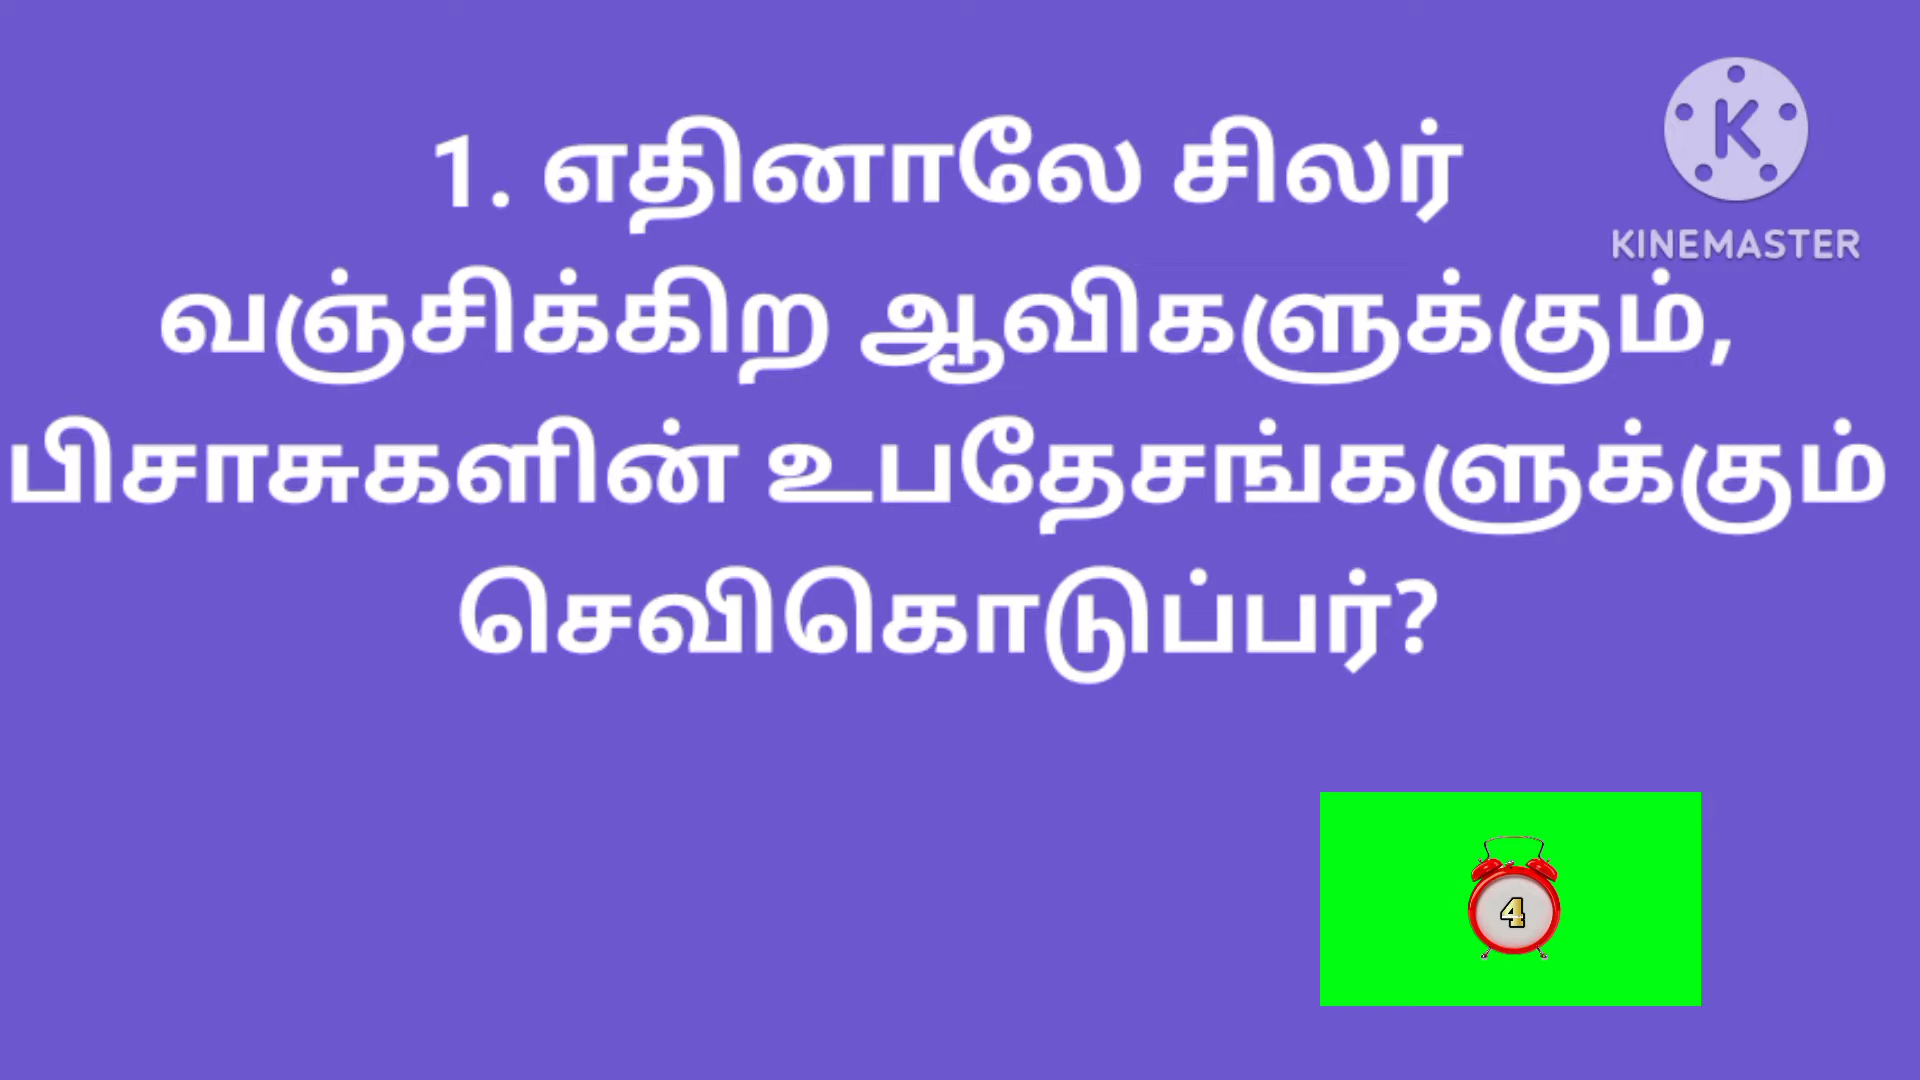 1. எதினாலே சிலர்
வஞ்சிக்கிற ஆவிகளுக்கும்,
பிசாசுகளின் உபதேசங்களுக்கும்
செவிகொடுப்பர்?
K
KINEMASTER
4